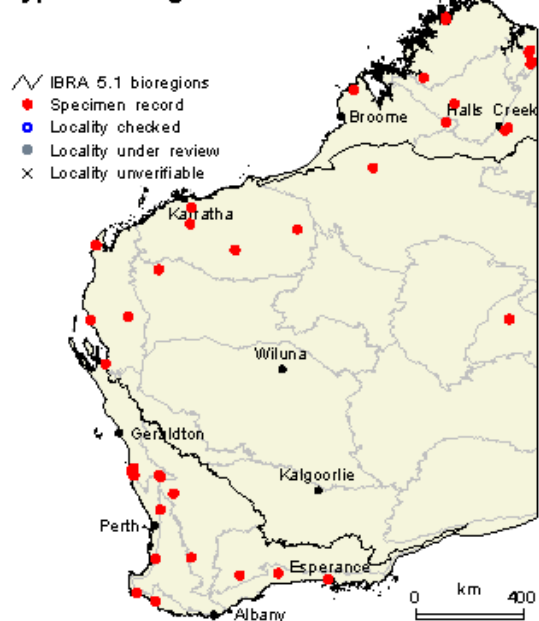 IBRA 5.1 bioregions
Specimen record
Locality checked
Locality under review
Locality unverifiable
Broome
Halls Creek
Karratha
Wiluna
Geraldton
Kalgoorlie
Perth
Esperance
Albany
km
0 400